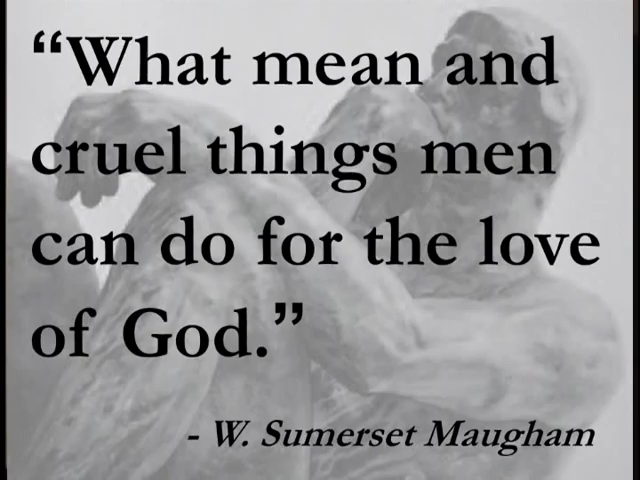 “What mean and
cruel things men
can do for the love
of God.”
- W. Sumerset Maugham